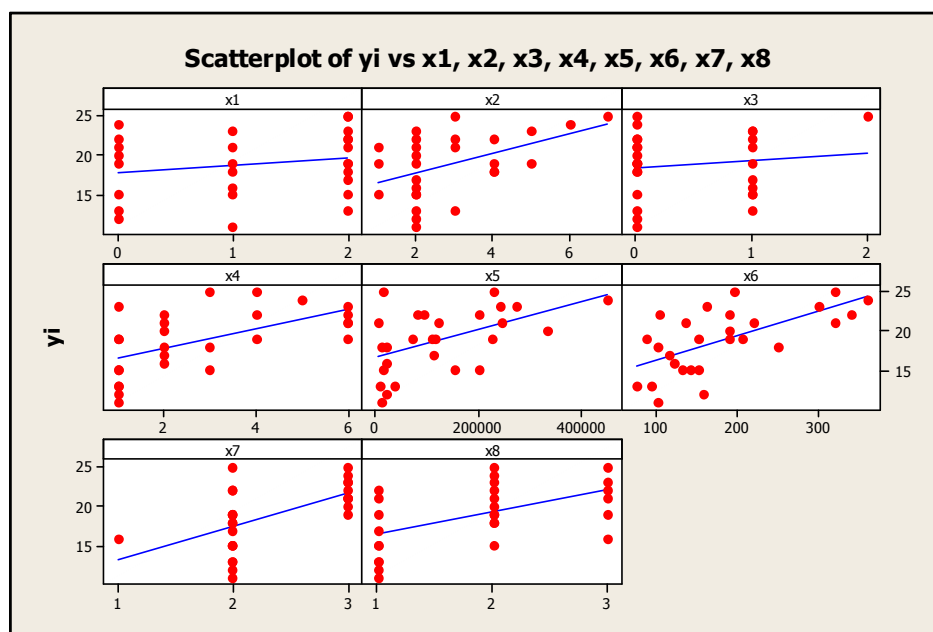 Scatterplot of yi vs x1, x2, x3, x4, x5, x6, x7, x8
x1 x2 x3
25
20
15
0 1 2 2 4 6 0 1 2
x4 x5 x6
25
20
15
2 4 6 0 200000 400000 100 200 300
yi
x7 x8
25
20
15
1 2 3 1 2 3